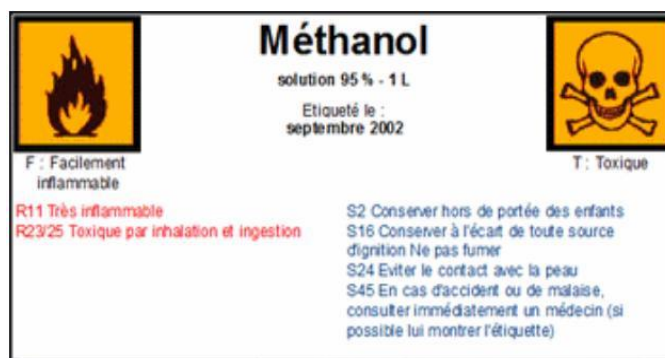 Méthanol
solution 95 % - 1 L
Etiqueté le :
septembre 2002
F : Facilement
inflammable
T : Toxique
R11 Très inflammable
R23/25 Toxique par inhalation et ingestion
S2 Conserver hors de portée des enfants
S16 Conserver à l'écart de toute source
d'ignition Ne pas fumer
S24 Eviter le contact avec la peau
S45 En cas d'accident ou de malaise,
consulter immédiatement un médecin (si
possible lui montrer l'étiquette)